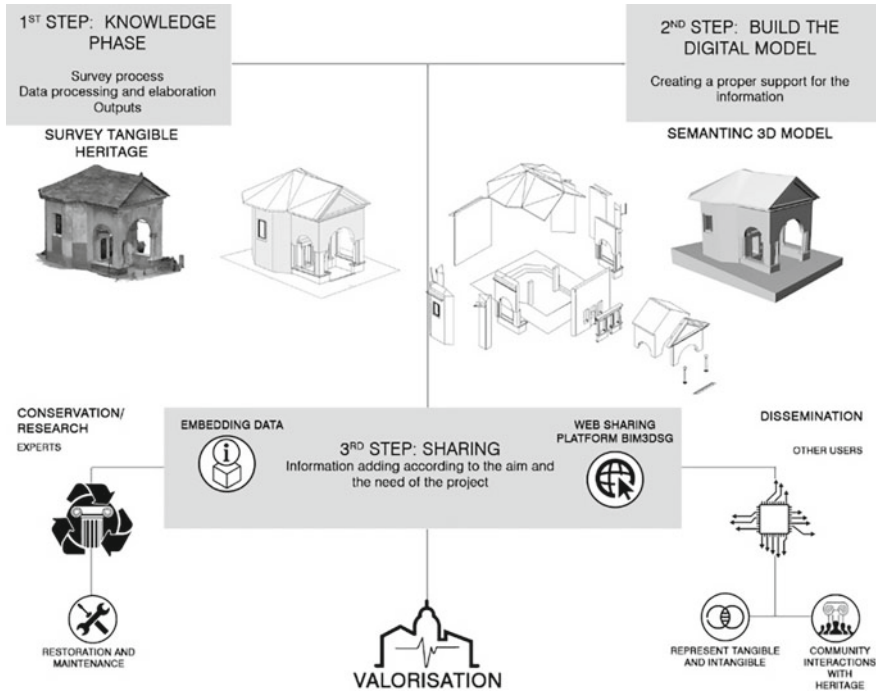 1ST STEP: KNOWLEDGE
PHASE
Survey process
Data processing and elaboration
Outputs
SURVEY TANGIBLE
HERITAGE
2ND STEP: BUILD THE
DIGITAL MODEL
Creating a proper support for the
information
SEMANTINC 3D MODEL
CONSERVATION/
RESEARCH
EXPERTS
EMBEDDING DATA
3RD STEP: SHARING
Information adding according to the aim and
the need of the project
WEB SHARING
PLATFORM BIM3DSG
DISSEMINATION
OTHER USERS
RESTORATION AND
MAINTENANCE
VALORISATION
REPRESENT TANGIBLE
AND INTANGIBLE
COMMUNITY
INTERACTIONS
WITH
HERITAGE